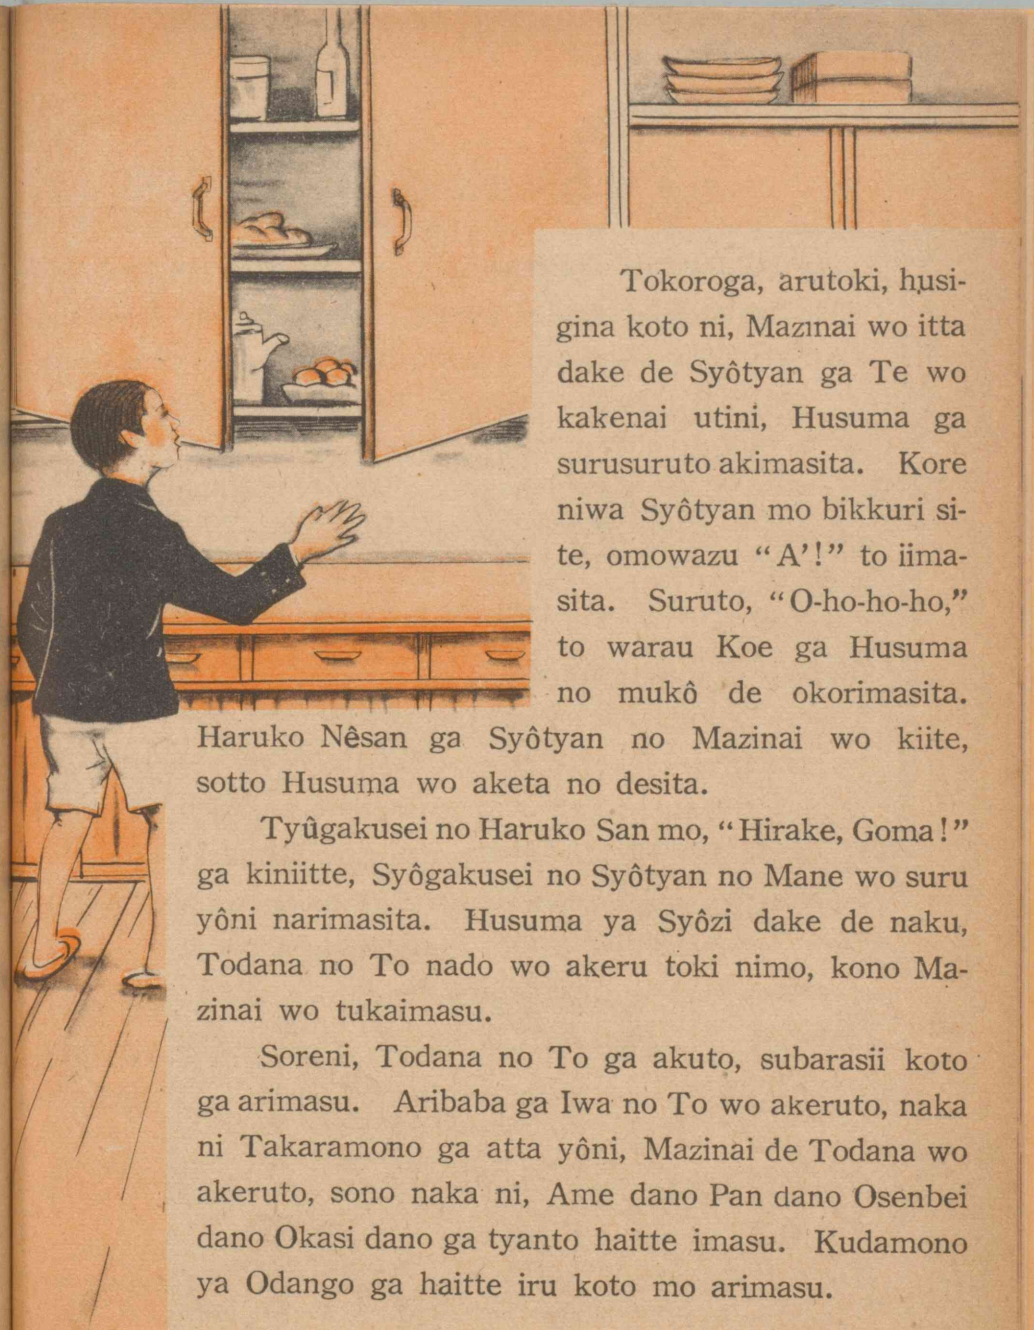 Tokoroga, arutoki, husi-
gina koto ni, Mazinai wo itta
dake de Syôtyan ga Te wo
kakenai utini, Husuma ga
surusuruto akimasita. Kore
niwa Syôtyan mo bikkuri si-
te, omowazu “A’!” to iima-
sita. Suruto, “O-ho-ho-ho,”
to warau Koe ga Husuma
no mukô de okorimasita.
Haruko Nêsan ga Syôtyan no Mazinai wo kiite,
sotto Husuma wo aketa no desita.
Tyûgakusei no Haruko San mo, “Hirake, Goma!”
ga kiniitte, Syôgakusei no Syôtyan no Mane wo suru
yôni narimasita. Husuma ya Syôzi dake de naku,
Todana no To nado wo akeru toki nimo, kono Ma-
zinai wo tukaimasu.
Soreni, Todana no To ga akuto, subarasii koto
ga arimasu. Aribaba ga Iwa no To wo akeruto, naka
ni Takaramono ga atta yôni, Mazinai de Todana wo
akeruto, sono naka ni, Ame dano Pan dano Osenbei
dano Okasi dano ga tyanto haitte imasu. Kudamono
ya Odango ga haitte iru koto mo arimasu.